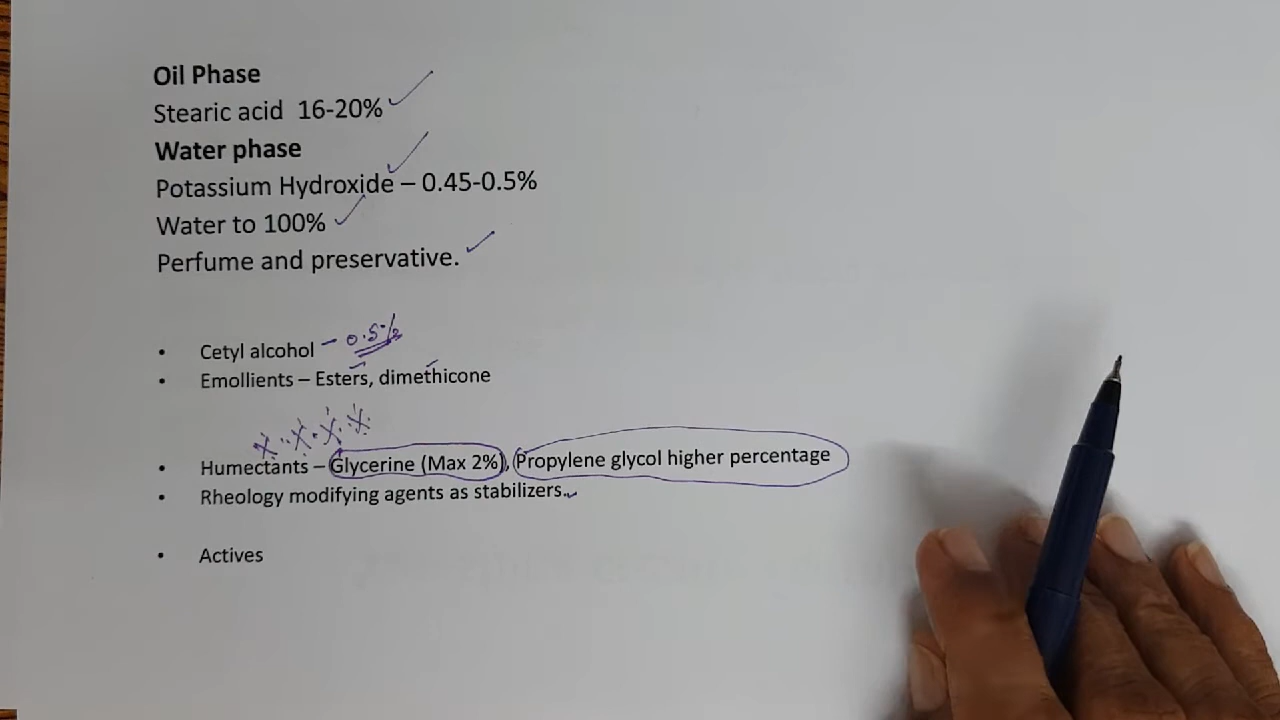 Oil Phase
Stearic acid 16-20%
Water phase
Potassium Hydroxide – 0.45-0.5%
Water to 100%
Perfume and preservative.
• Cetyl alcohol – 0.5%
• Emollients – Esters, dimethicone
X X X X
• Humectants – Glycerine (Max 2%), Propylene glycol higher percentage
• Rheology modifying agents as stabilizers.
• Actives